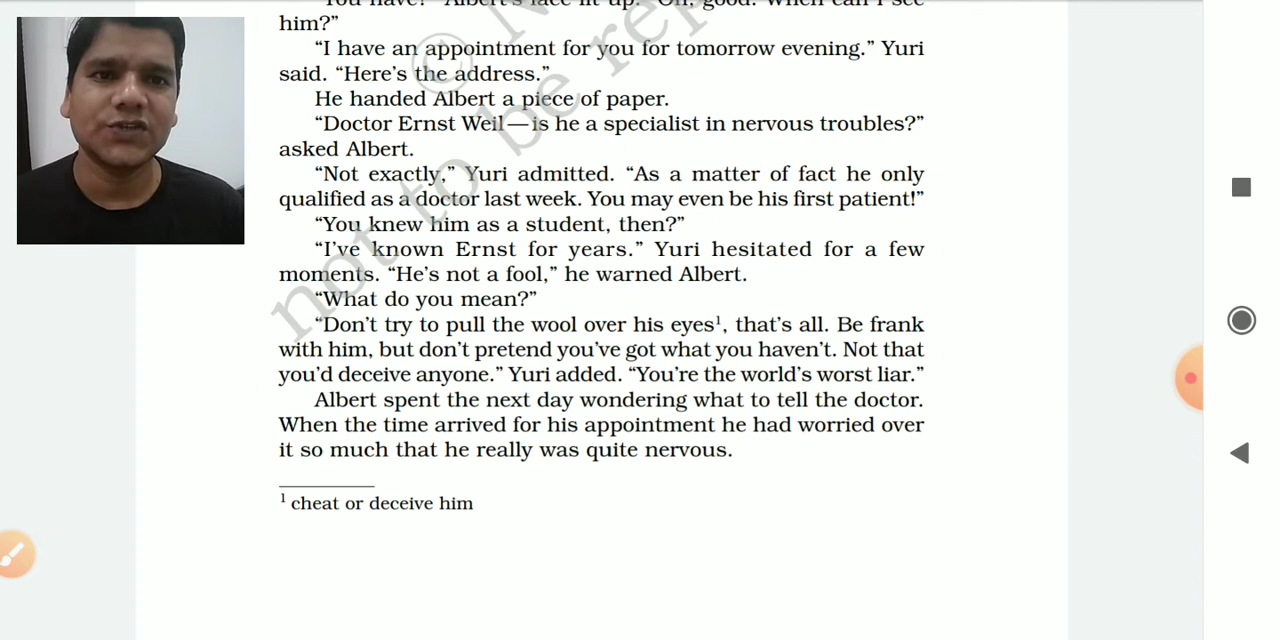 him?”
“I have an appointment for you for tomorrow evening.” Yuri
said. “Here’s the address.”
He handed Albert a piece of paper.
“Doctor Ernst Weil—is he a specialist in nervous troubles?”
asked Albert.
“Not exactly,” Yuri admitted. “As a matter of fact he only
qualified as a doctor last week. You may even be his first patient!”
“You knew him as a student, then?”
“I’ve known Ernst for years.” Yuri hesitated for a few
moments. “He’s not a fool,” he warned Albert.
“What do you mean?”
“Don’t try to pull the wool over his eyes¹, that’s all. Be frank
with him, but don’t pretend you’ve got what you haven’t. Not that
you’d deceive anyone.” Yuri added. “You’re the world’s worst liar.”
Albert spent the next day wondering what to tell the doctor.
When the time arrived for his appointment he had worried over
it so much that he really was quite nervous.
¹ cheat or deceive him
© N
not to be rep